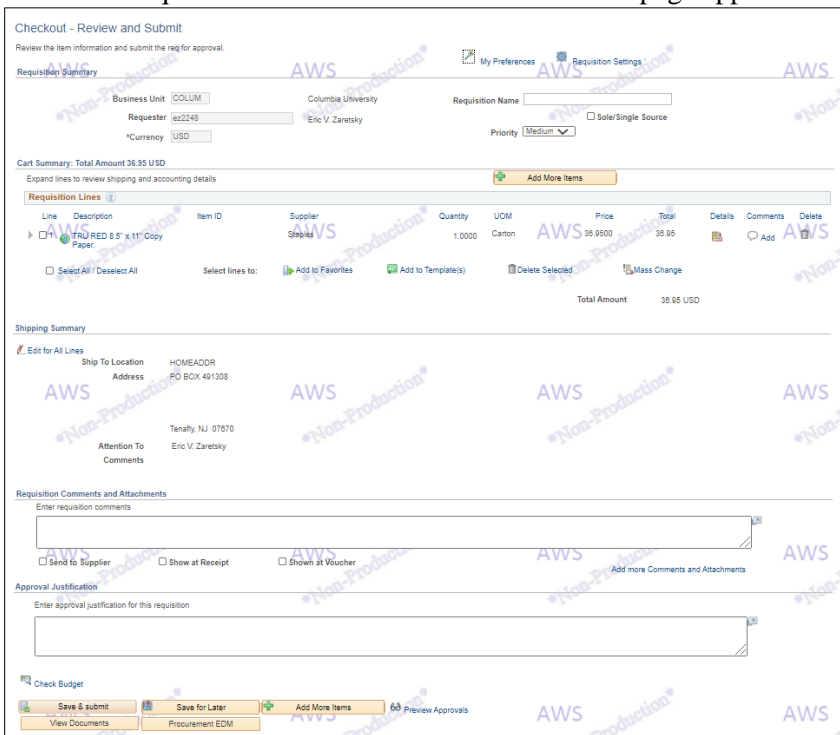 Checkout - Review and Submit
Review the item information and submit the req for approval.
My Preferences Requisition Settings
Requisition Summary
Business Unit COLUM Columbia University Requisition Name
Requester ez2248 Eric V. Zaretsky Sole/Single Source
*Currency USD Priority Medium
Cart Summary: Total Amount 36.95 USD
Expand lines to review shipping and accounting details Add More Items
Requisition Lines
Line Description Item ID Supplier Quantity UOM Price Total Details Comments Delete
1 TRU RED 8.5" x 11" Copy Paper, Staples 1.0000 Carton 36.9500 36.95 Add
Select All / Deselect All Select lines to: Add to Favorites Add to Template(s) Delete Selected Mass Change
Total Amount 36.95 USD
Shipping Summary
Edit for All Lines
Ship To Location HOMEADDR
Address PO BOX 491308
Tenafly, NJ 07670
Attention To Eric V. Zaretsky
Comments
Requisition Comments and Attachments
Enter requisition comments
Send to Supplier Show at Receipt Shown at Voucher
Add more Comments and Attachments
Approval Justification
Enter approval justification for this requisition
Check Budget
Save & submit Save for Later Add More Items Preview Approvals
View Documents Procurement EDM
AWS
*Non-Production*